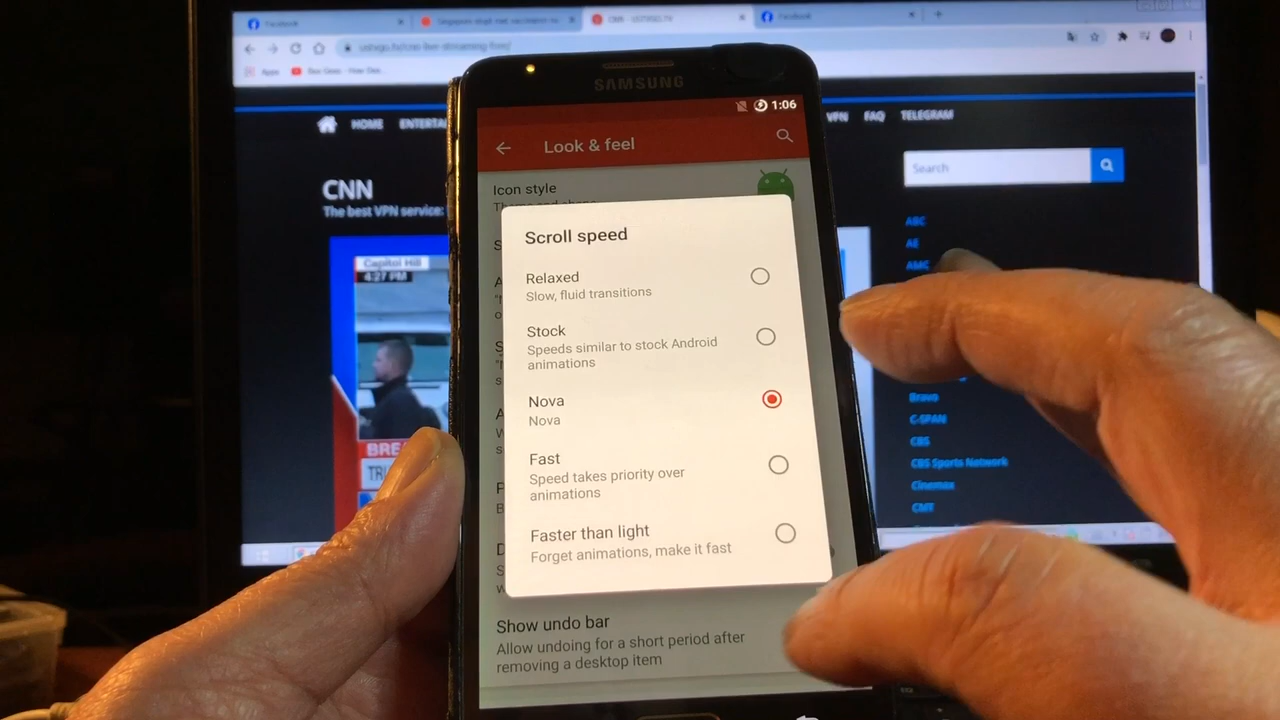 Facebook
Facebook
Apps
HOME
VPN
FAQ
TELEGRAM
Search
CNN
The best VPN service:
Capitol Hill
4:27 PM
ABC
AE
AMC
Bravo
C-SPAN
CBS
CBS Sports Network
Cinemax
CMT
SAMSUNG
1:06
Look & feel
Icon style
Scroll speed
Relaxed
Slow, fluid transitions
Stock
Speeds similar to stock Android
animations
Nova
Nova
Fast
Speed takes priority over
animations
Faster than light
Forget animations, make it fast
Show undo bar
Allow undoing for a short period after
removing a desktop item